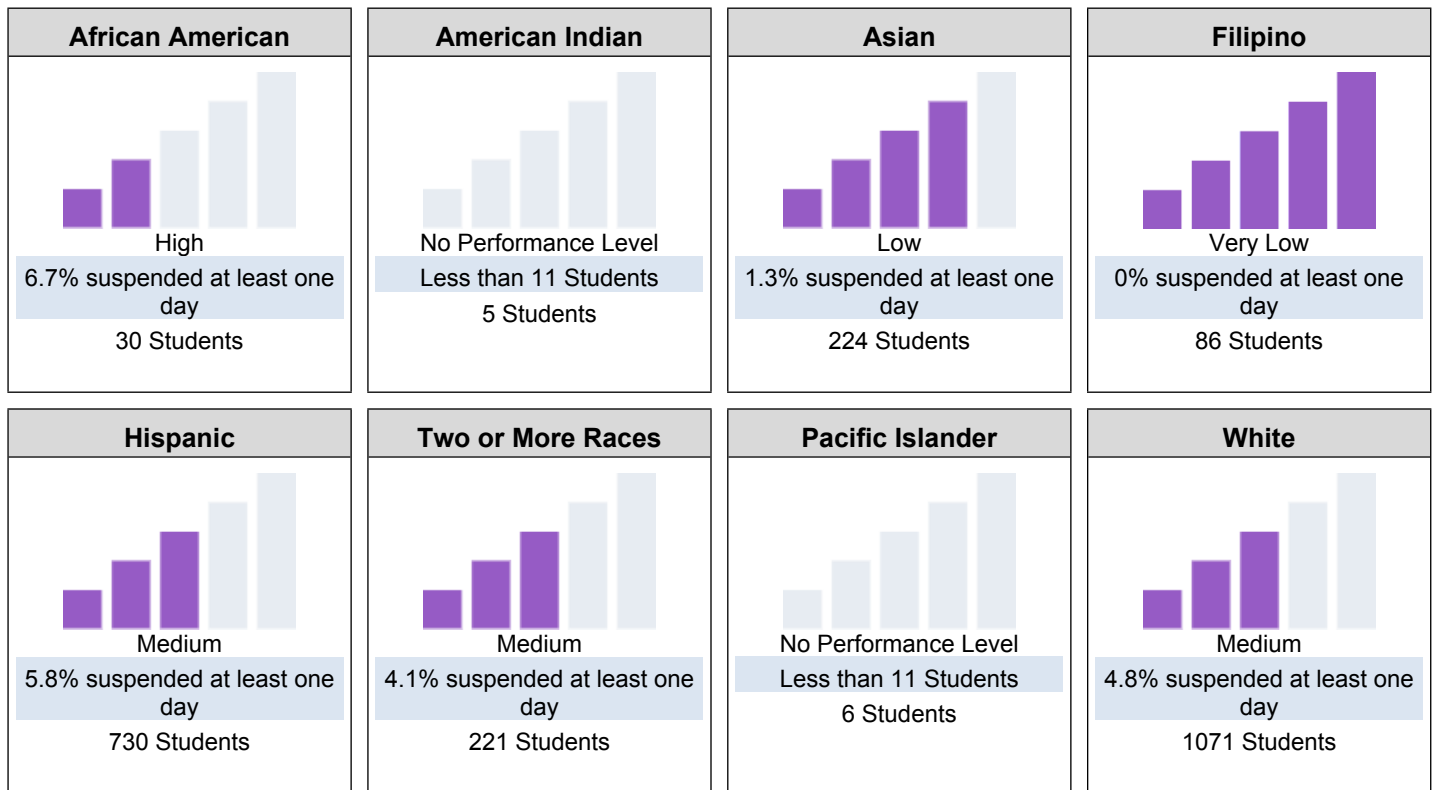 African American
High
6.7% suspended at least one
day
30 Students
American Indian
No Performance Level
Less than 11 Students
5 Students
Asian
Low
1.3% suspended at least one
day
224 Students
Filipino
Very Low
0% suspended at least one
day
86 Students
Hispanic
Medium
5.8% suspended at least one
day
730 Students
Two or More Races
Medium
4.1% suspended at least one
day
221 Students
Pacific Islander
No Performance Level
Less than 11 Students
6 Students
White
Medium
4.8% suspended at least one
day
1071 Students